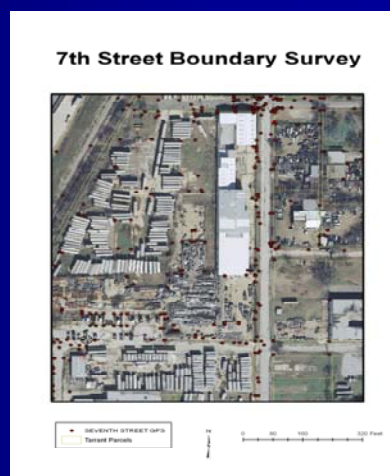 7th Street Boundary Survey
SEVENTH STREET GPS
Tarrant Parcels
0 80 160 320 Feet